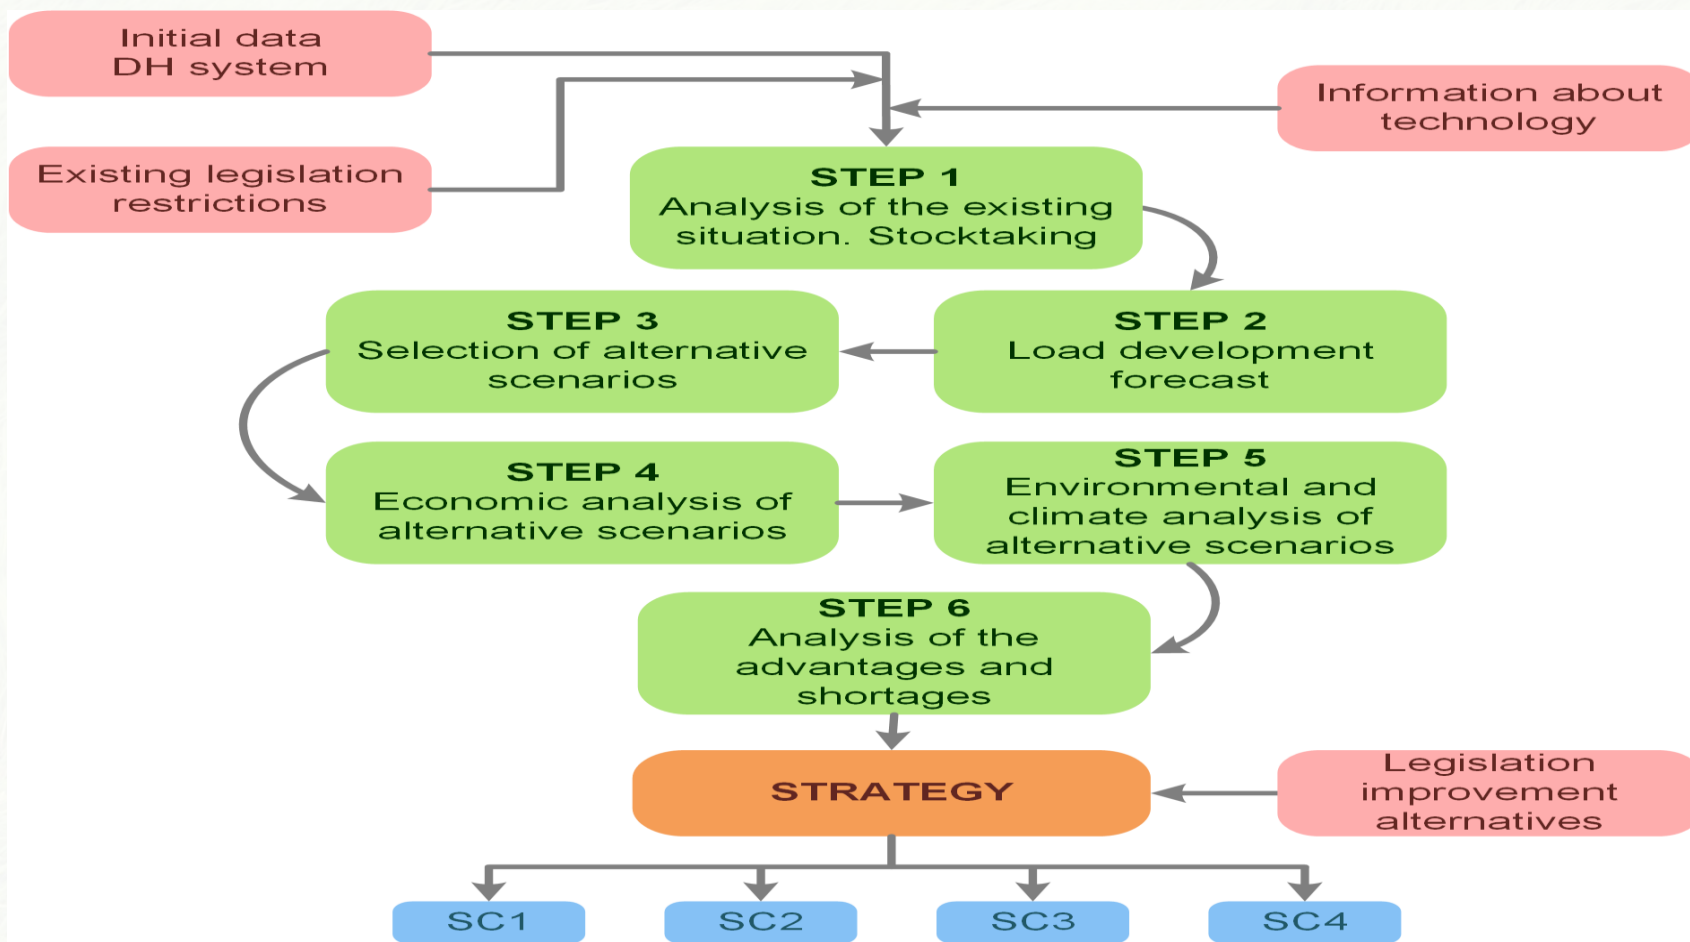 Initial data
DH system
Information about
technology
Existing legislation
restrictions
STEP 1
Analysis of the existing
situation. Stocktaking
STEP 3
Selection of alternative
scenarios
STEP 2
Load development
forecast
STEP 4
Economic analysis of
alternative scenarios
STEP 5
Environmental and
climate analysis of
alternative scenarios
STEP 6
Analysis of the
advantages and
shortages
STRATEGY
Legislation
improvement
alternatives
SC1
SC2
SC3
SC4